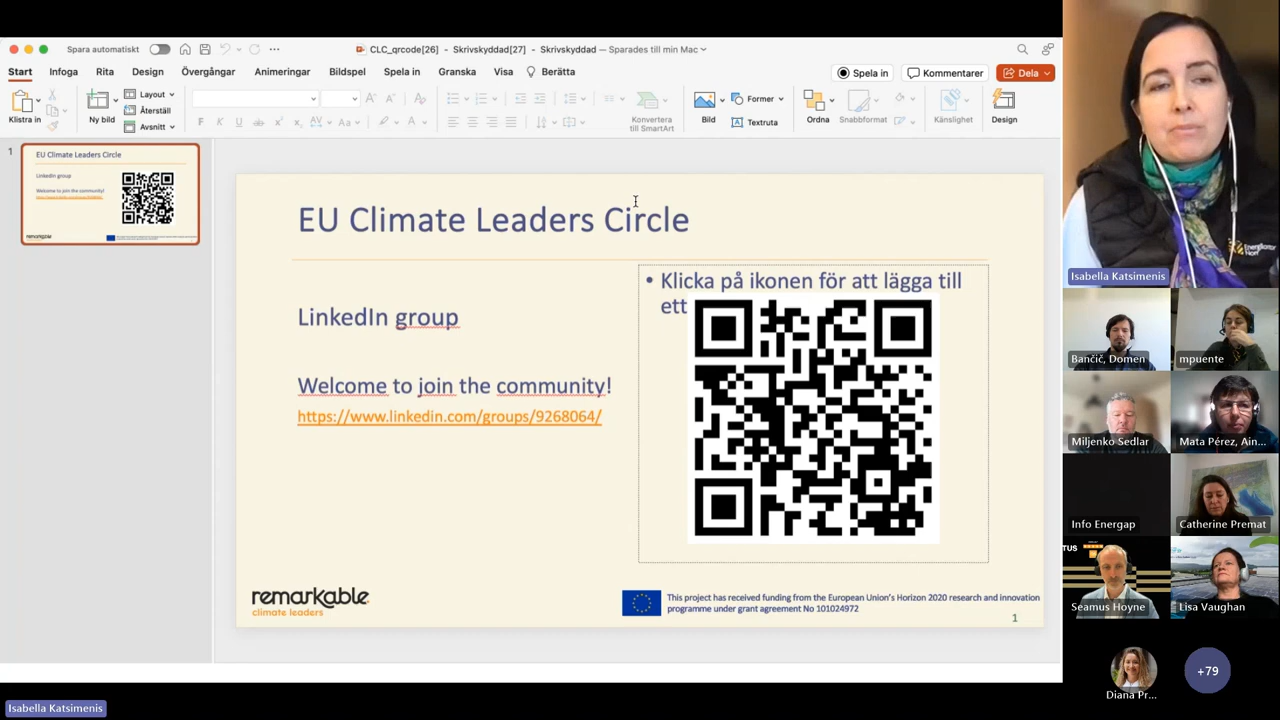 Spara automatiskt
CLC_qrcode[26] - Skrivskyddad[27] - Skrivskyddad — Sparades till min Mac
Start Infoga Rita Design Övergångar Animeringar Bildspel Spela in Granska Visa Berätta
Spela in Kommentarer Dela
Klistra in
Ny bild
Layout
Återställ
Avsnitt
Konvertera
till SmartArt
Bild
Former
Textruta
Ordna
Snabbformat
Känslighet
Design
1
EU Climate Leaders Circle
LinkedIn group
Welcome to join the community!
remarkable
EU Climate Leaders Circle
Klicka på ikonen för att lägga till
ett
LinkedIn group
Welcome to join the community!
https://www.linkedin.com/groups/9268064/
remarkable
climate leaders
This project has received funding from the European Union's Horizon 2020 research and innovation
programme under grant agreement No 101024972
1
Isabella Katsimenis
Bančič, Domen
mpuente
Miljenko Sedlar
Mata Pérez, Ain...
Info Energap
Catherine Premat
Seamus Hoyne
Lisa Vaughan
Diana Pr...
+79
Isabella Katsimenis